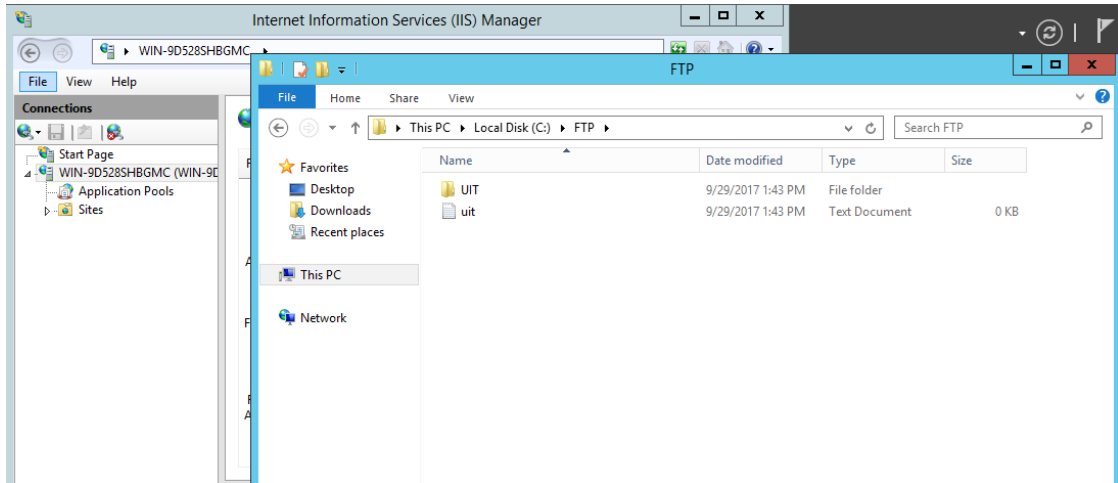 Internet Information Services (IIS) Manager
WIN-9D528SHBGMC
File View Help
Connections
Start Page
WIN-9D528SHBGMC (WIN-9D
Application Pools
Sites
FTP
File Home Share View
This PC Local Disk (C:) FTP
Search FTP
Favorites
Desktop
Downloads
Recent places
This PC
Network
Name Date modified Type Size
UIT 9/29/2017 1:43 PM File folder
uit 9/29/2017 1:43 PM Text Document 0 KB